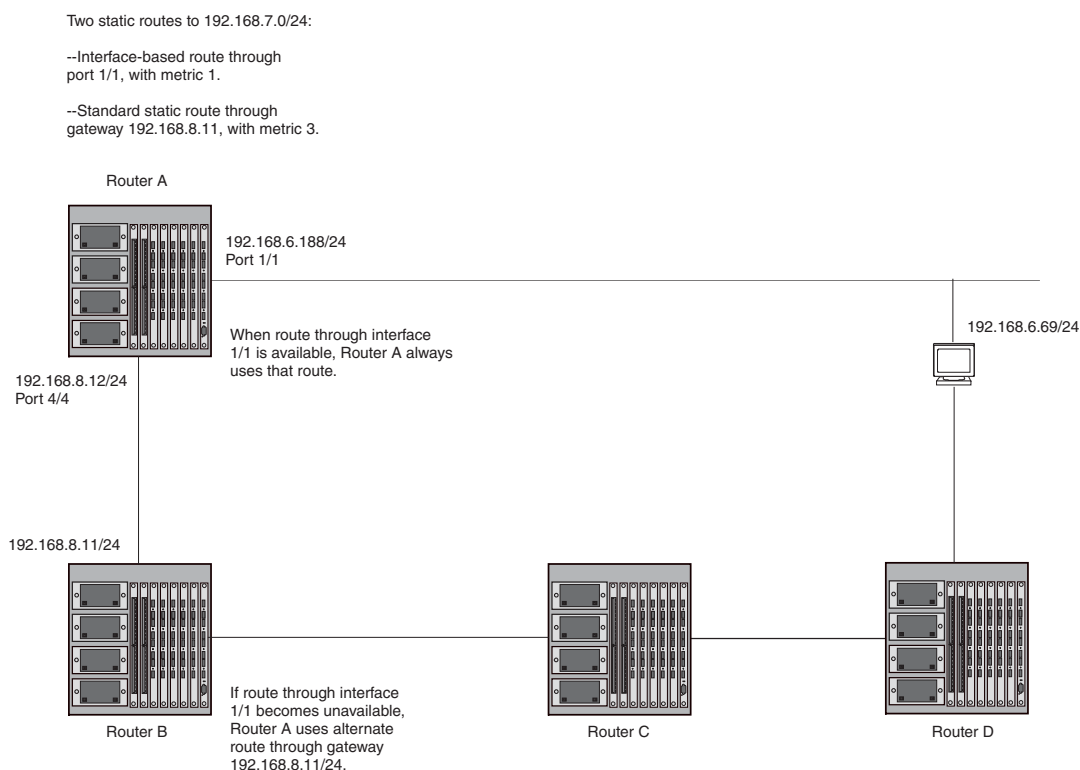 Two static routes to 192.168.7.0/24:
--Interface-based route through
port 1/1, with metric 1.
--Standard static route through
gateway 192.168.8.11, with metric 3.
Router A
192.168.6.188/24
Port 1/1
192.168.6.69/24
When route through interface
1/1 is available, Router A always
uses that route.
192.168.8.12/24
Port 4/4
192.168.8.11/24
If route through interface
1/1 becomes unavailable,
Router A uses alternate
route through gateway
192.168.8.11/24.
Router B
Router C
Router D